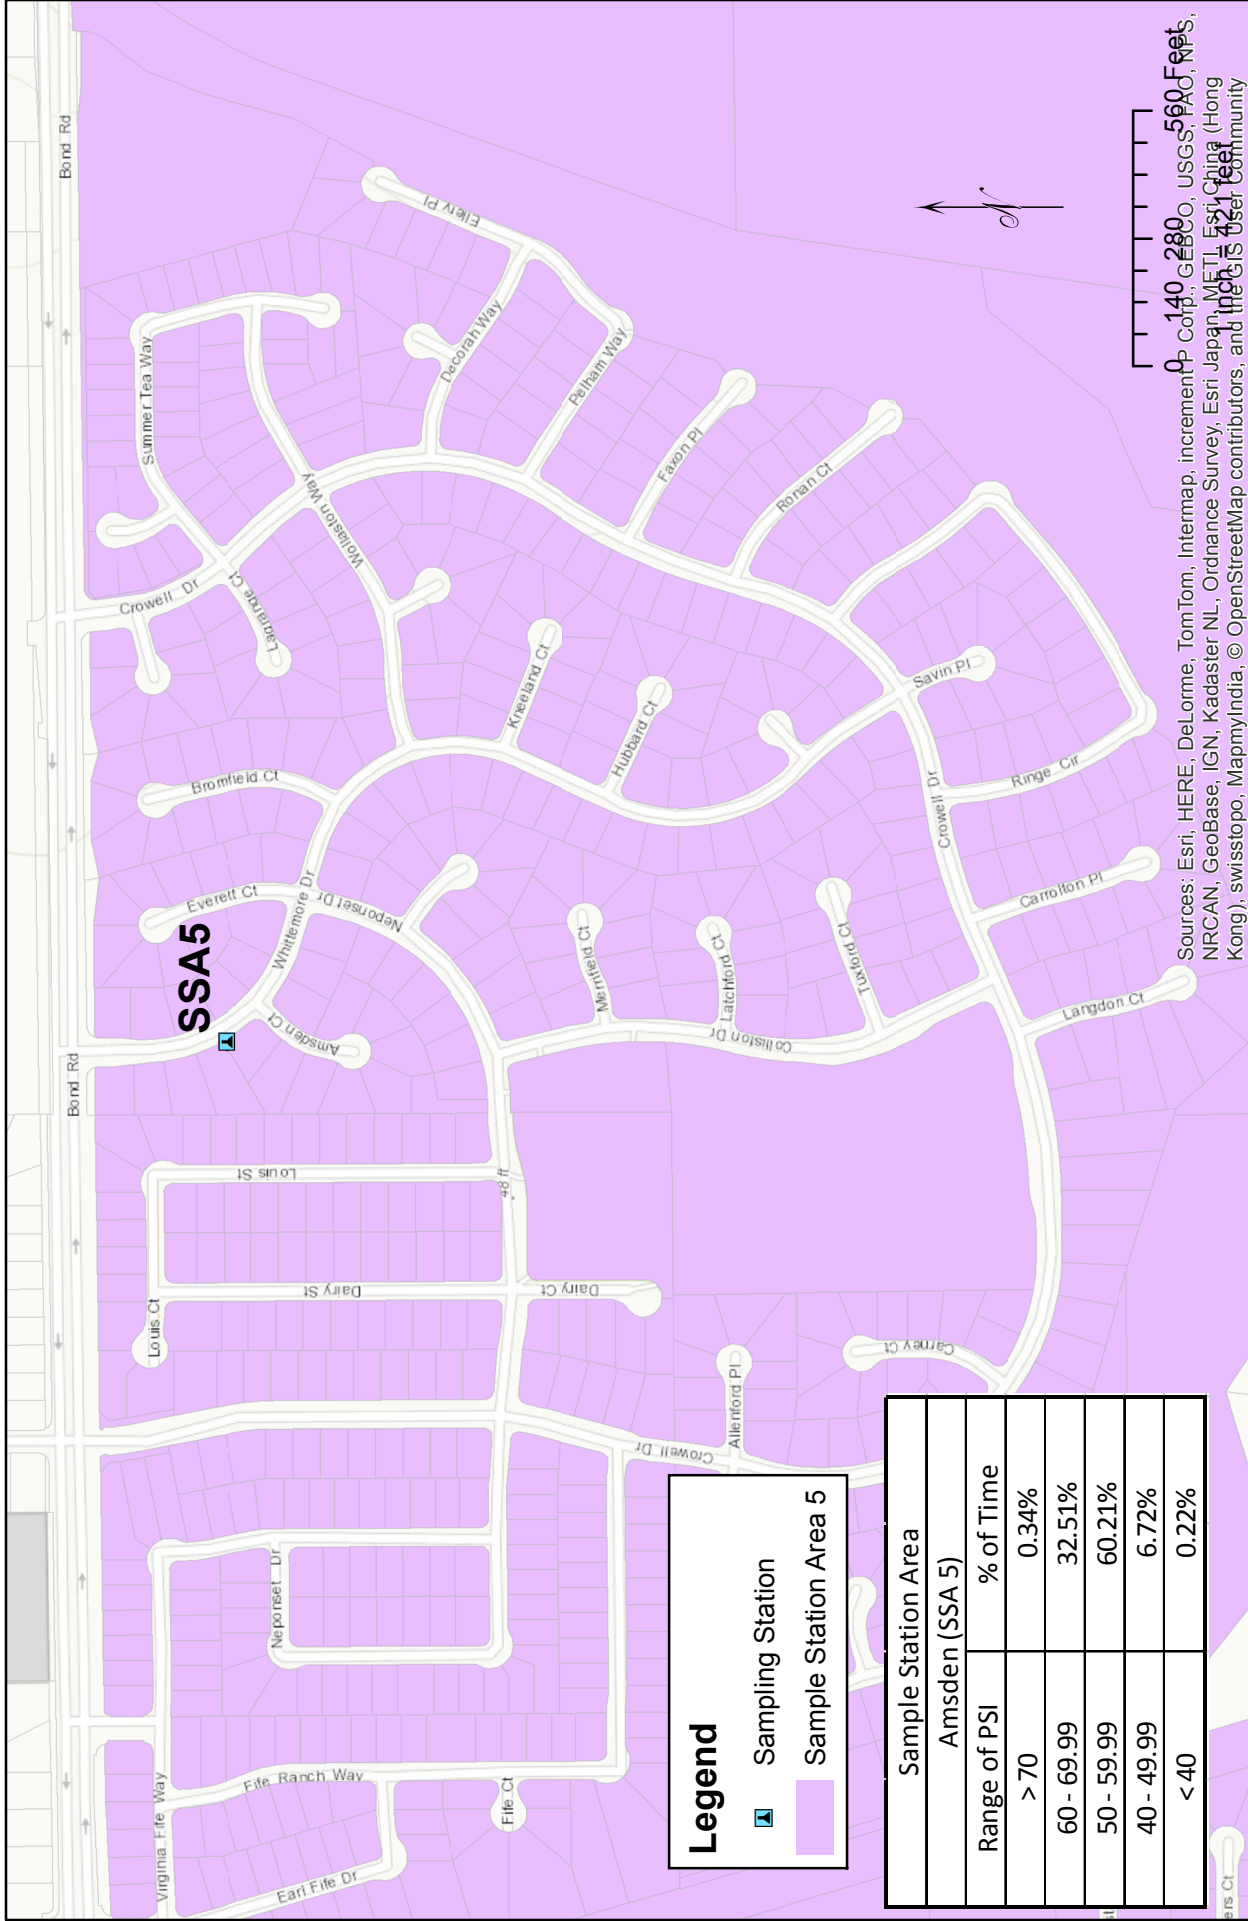 Bond Rd
Bond Rd
Summer Tea Way
Ellery Pl
Decorah Way
Pelham Way
Faxon Pl
Ronan Ct
Wollaston Way
Crowell Dr
Lagrange Ct
Kneeland Ct
Hubbard Ct
Savin Pl
Ringe Cir
Crowell Dr
Carrolton Pl
Langdon Ct
Bromfield Ct
Everett Ct
Whittemore Dr
Neponset Dr
SSA5
Amsden Ct
Merrifield Ct
Latchford Ct
Tuxford Ct
Colliston Dr
Louis St
48 ft
Dairy St
Dairy Ct
Louis Ct
Carney Ct
Allenford Pl
Crowell Dr
Neponset Dr
Fife Ranch Way
Virginia Fife Way
Fife Ct
Earl Fife Dr
ers Ct
st
Legend
Sampling Station
Sample Station Area 5
Sample Station Area
Amsden (SSA 5)
Range of PSI % of Time
> 70 0.34%
60 - 69.99 32.51%
50 - 59.99 60.21%
40 - 49.99 6.72%
< 40 0.22%
N
0 140 280 560 Feet
1 inch = 421 feet
Sources: Esri, HERE, DeLorme, TomTom, Intermap, increment P Corp., GEBCO, USGS, FAO, NPS,
NRCAN, GeoBase, IGN, Kadaster NL, Ordnance Survey, Esri Japan, METI, Esri China (Hong
Kong), swisstopo, MapmyIndia, © OpenStreetMap contributors, and the GIS User Community